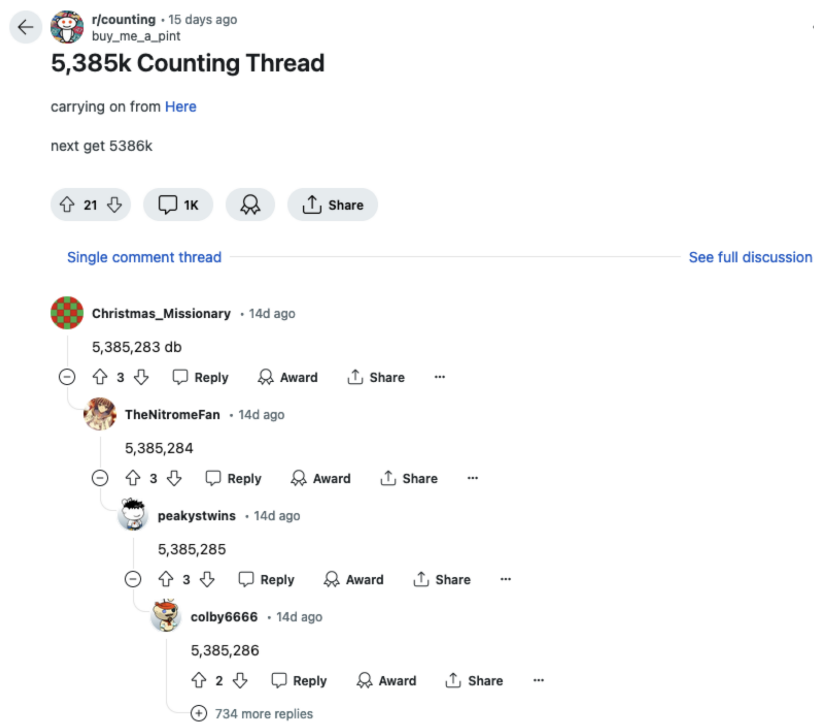 r/counting • 15 days ago
buy_me_a_pint
5,385k Counting Thread
carrying on from Here
next get 5386k
21 1K Share
Single comment thread See full discussion
Christmas_Missionary • 14d ago
5,385,283 db
3 Reply Award Share ...
TheNitromeFan • 14d ago
5,385,284
3 Reply Award Share ...
peakystwins • 14d ago
5,385,285
3 Reply Award Share ...
colby6666 • 14d ago
5,385,286
2 Reply Award Share ...
734 more replies